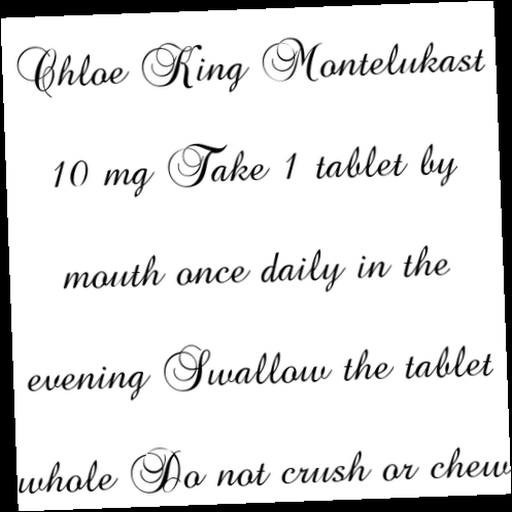 Chloe King Montelukast
10 mg Take 1 tablet by
mouth once daily in the
evening Swallow the tablet
whole Do not crush or chew